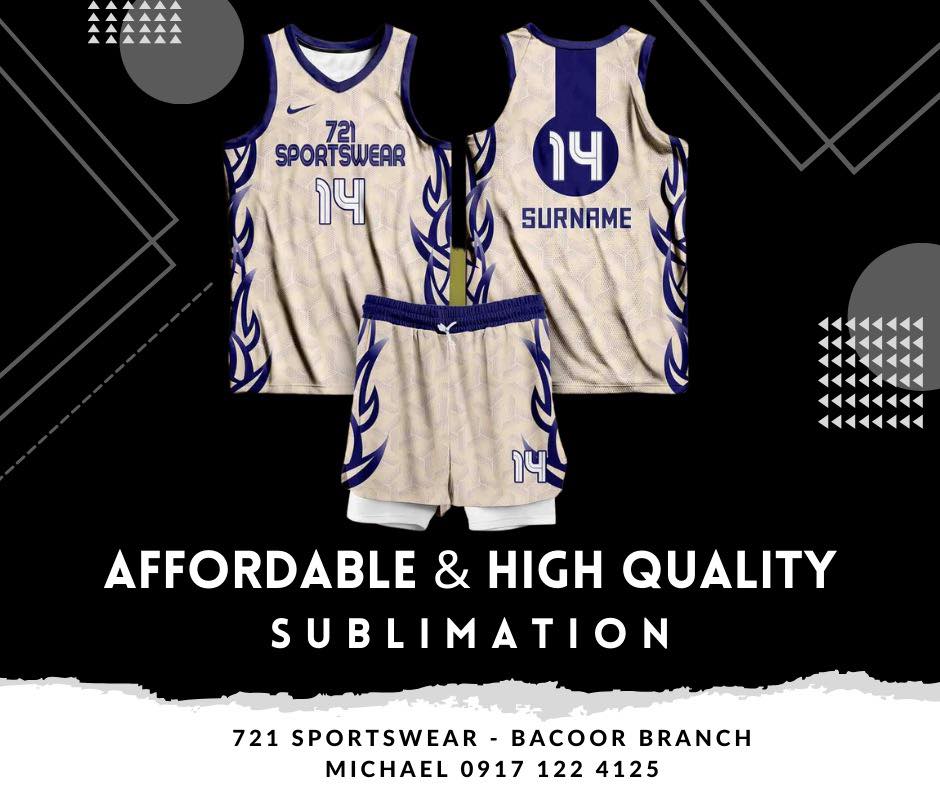 721
SPORTSWEAR
14
14
SURNAME
14
AFFORDABLE & HIGH QUALITY
SUBLIMATION
721 SPORTSWEAR - BACOOR BRANCH
MICHAEL 0917 122 4125